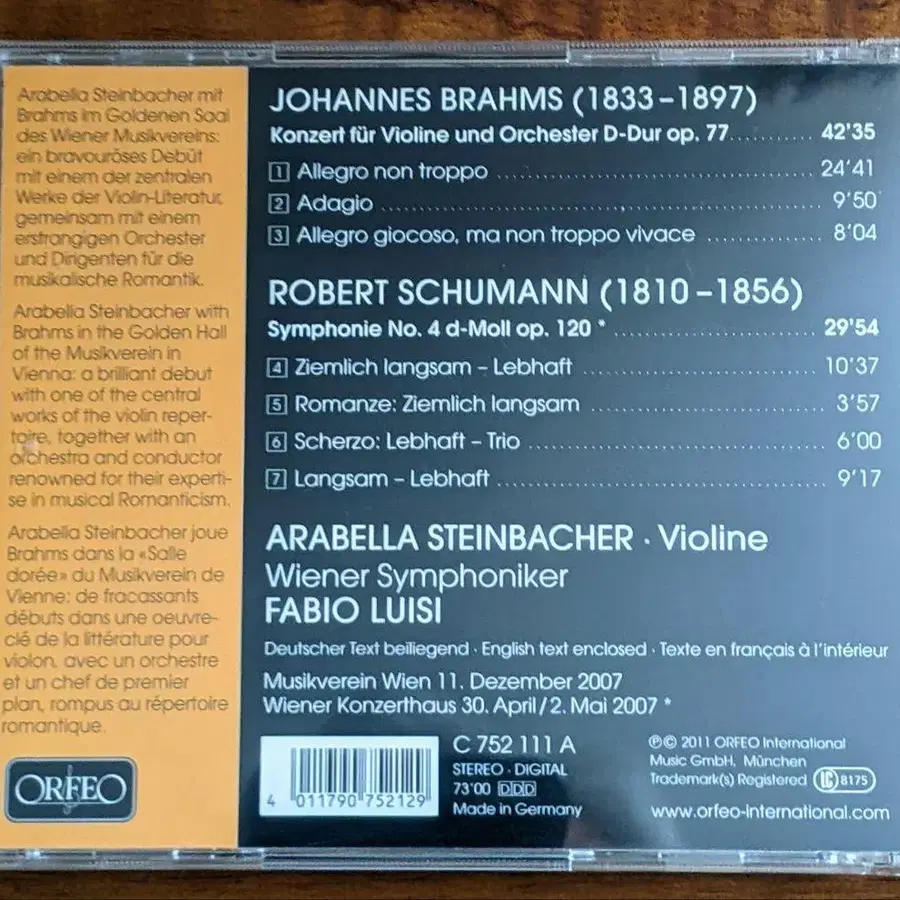 Arabella Steinbacher mit
Brahms im Goldenen Saal
des Wiener Musikvereins:
ein bravouröses Debüt
mit einem der zentralen
Werke der Violin-Literatur,
gemeinsam mit einem
erstrangigen Orchester
und Dirigenten für die
musikalische Romantik.
Arabella Steinbacher with
Brahms in the Golden Hall
of the Musikverein in
Vienna: a brilliant debut
with one of the central
works of the violin reper-
toire, together with an
orchestra and conductor
renowned for their experti-
se in musical Romanticism.
Arabella Steinbacher joue
Brahms dans la «Salle
dorée» du Musikverein de
Vienne: de fracassants
débuts dans une oeuvre-
clé de la littérature pour
violon, avec un orchestre
et un chef de premier
plan, rompus au répertoire
romantique.
ORFEO
JOHANNES BRAHMS (1833–1897)
Konzert für Violine und Orchester D-Dur op. 77 42'35
1 Allegro non troppo 24'41
2 Adagio 9'50
3 Allegro giocoso, ma non troppo vivace 8'04
ROBERT SCHUMANN (1810–1856)
Symphonie No. 4 d-Moll op. 120 * 29'54
4 Ziemlich langsam – Lebhaft 10'37
5 Romanze: Ziemlich langsam 3'57
6 Scherzo: Lebhaft – Trio 6'00
7 Langsam – Lebhaft 9'17
ARABELLA STEINBACHER · Violine
Wiener Symphoniker
FABIO LUISI
Deutscher Text beiliegend · English text enclosed · Texte en français à l'intérieur
Musikverein Wien 11. Dezember 2007
Wiener Konzerthaus 30. April/2. Mai 2007 *
4 011790 752129
C 752 111 A
STEREO · DIGITAL
73'00 DDD
Made in Germany
℗© 2011 ORFEO International
Music GmbH, München
Trademark(s) Registered LC 8175
www.orfeo-international.com